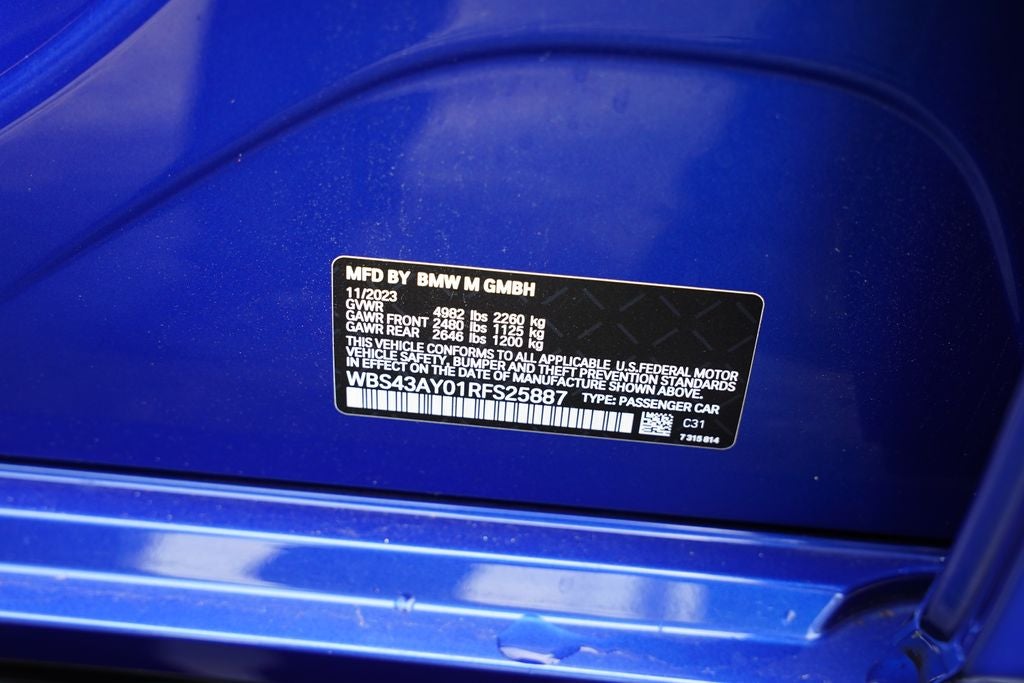 MFD BY BMW M GMBH
11/2023
GVWR 4982 lbs 2260 kg
GAWR FRONT 2480 lbs 1125 kg
GAWR REAR 2646 lbs 1200 kg
THIS VEHICLE CONFORMS TO ALL APPLICABLE U.S.FEDERAL MOTOR
VEHICLE SAFETY, BUMPER AND THEFT PREVENTION STANDARDS
IN EFFECT ON THE DATE OF MANUFACTURE SHOWN ABOVE.
WBS43AY01RFS25887 TYPE: PASSENGER CAR
C31
7 315 814